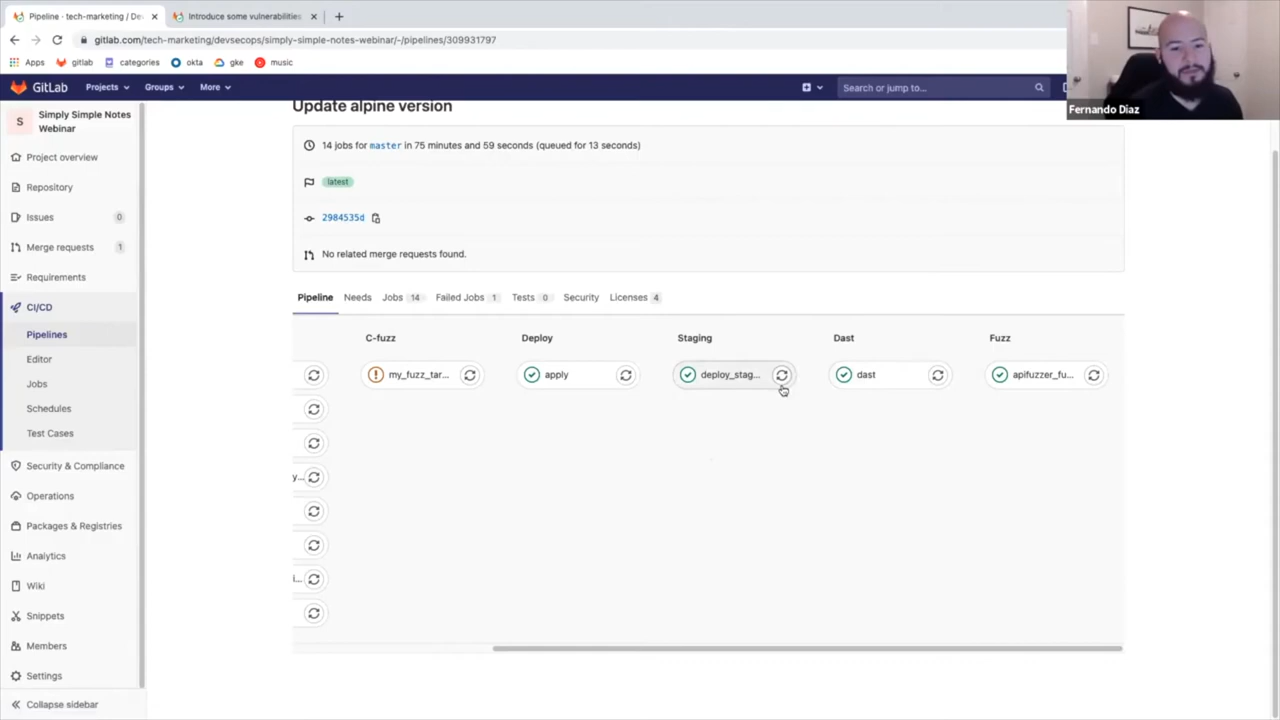 Pipeline · tech-marketing / De
Introduce some vulnerabilities
gitlab.com/tech-marketing/devsecops/simply-simple-notes-webinar/-/pipelines/309931797
Apps gitlab categories okta gke music
GitLab Projects Groups More Search or jump to...
Fernando Diaz
S Simply Simple Notes Webinar
Project overview
Repository
Issues 0
Merge requests 1
Requirements
CI/CD
Pipelines
Editor
Jobs
Schedules
Test Cases
Security & Compliance
Operations
Packages & Registries
Analytics
Wiki
Snippets
Members
Settings
Collapse sidebar
Update alpine version
14 jobs for master in 75 minutes and 59 seconds (queued for 13 seconds)
latest
2984535d
No related merge requests found.
Pipeline Needs Jobs 14 Failed Jobs 1 Tests 0 Security Licenses 4
C-fuzz Deploy Staging Dast Fuzz
my_fuzz_tar... apply deploy_stag... dast apifuzzer_fu...
y...
i...